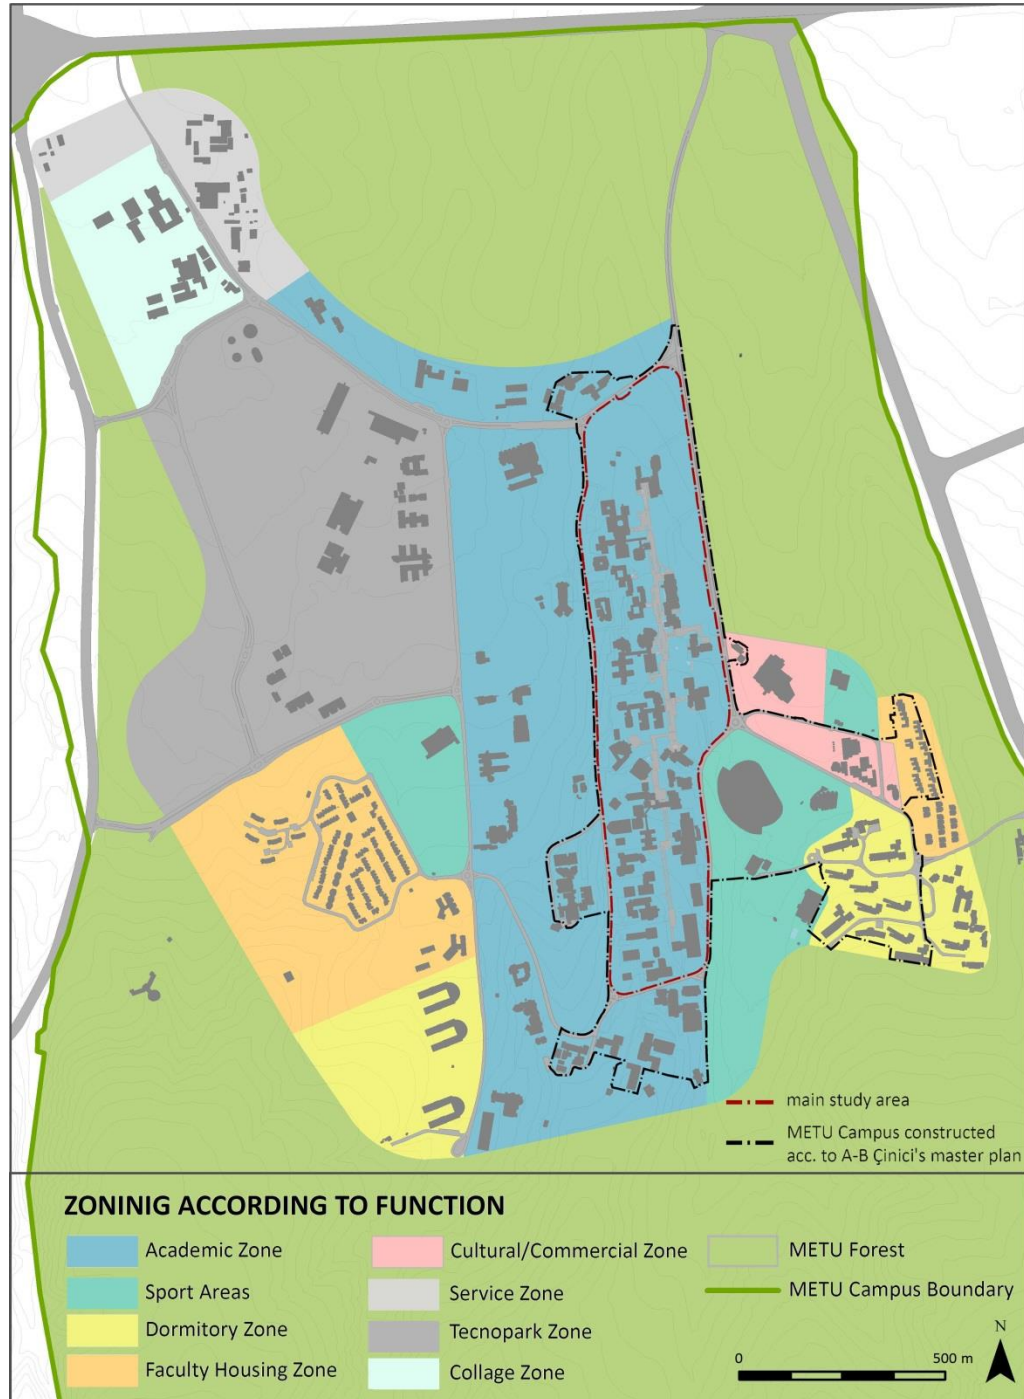 main study area
METU Campus constructed
acc. to A-B Çinici's master plan
ZONINIG ACCORDING TO FUNCTION
Academic Zone
Sport Areas
Dormitory Zone
Faculty Housing Zone
Cultural/Commercial Zone
Service Zone
Tecnopark Zone
Collage Zone
METU Forest
METU Campus Boundary
N
0 500 m